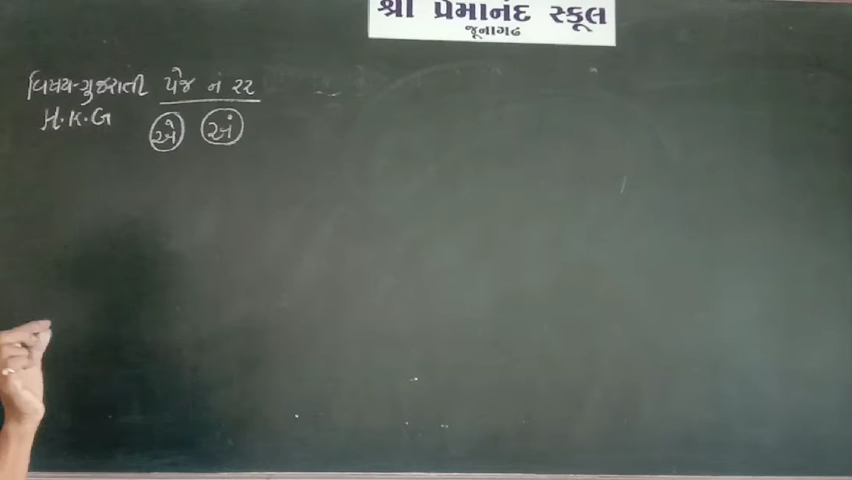 શ્રી પ્રેમાનંદ સ્કૂલ
જૂનાગઢ
વિષય-ગુજરાતી પેજ નં ૨૨
H.K.G
એ અં